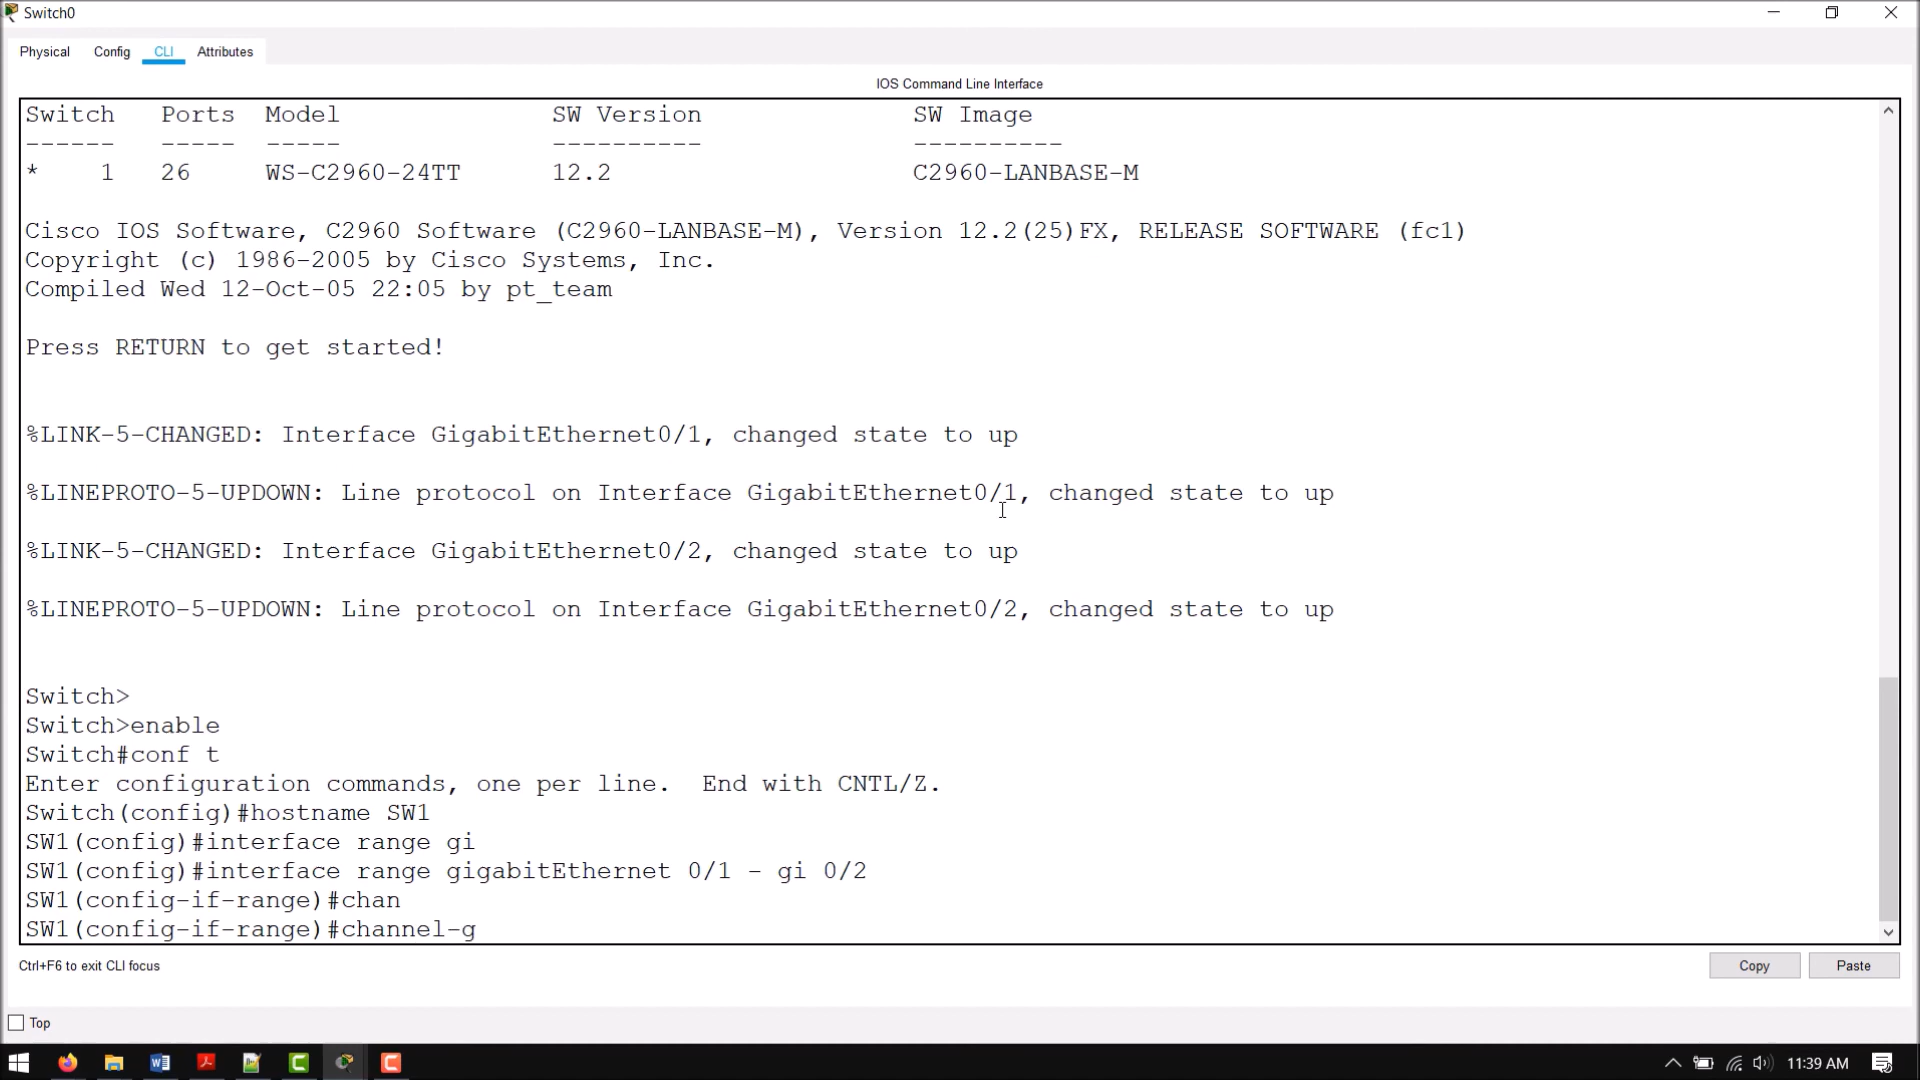 Switch0
Physical Config CLI Attributes
IOS Command Line Interface
Switch Ports Model SW Version SW Image
------ ----- ----- ---------- ----------
* 1 26 WS-C2960-24TT 12.2 C2960-LANBASE-M
Cisco IOS Software, C2960 Software (C2960-LANBASE-M), Version 12.2(25)FX, RELEASE SOFTWARE (fc1)
Copyright (c) 1986-2005 by Cisco Systems, Inc.
Compiled Wed 12-Oct-05 22:05 by pt_team
Press RETURN to get started!
%LINK-5-CHANGED: Interface GigabitEthernet0/1, changed state to up
%LINEPROTO-5-UPDOWN: Line protocol on Interface GigabitEthernet0/1, changed state to up
%LINK-5-CHANGED: Interface GigabitEthernet0/2, changed state to up
%LINEPROTO-5-UPDOWN: Line protocol on Interface GigabitEthernet0/2, changed state to up
Switch>
Switch>enable
Switch#conf t
Enter configuration commands, one per line. End with CNTL/Z.
Switch(config)#hostname SW1
SW1(config)#interface range gi
SW1(config)#interface range gigabitEthernet 0/1 - gi 0/2
SW1(config-if-range)#chan
SW1(config-if-range)#channel-g
Ctrl+F6 to exit CLI focus
Copy Paste
Top
11:39 AM